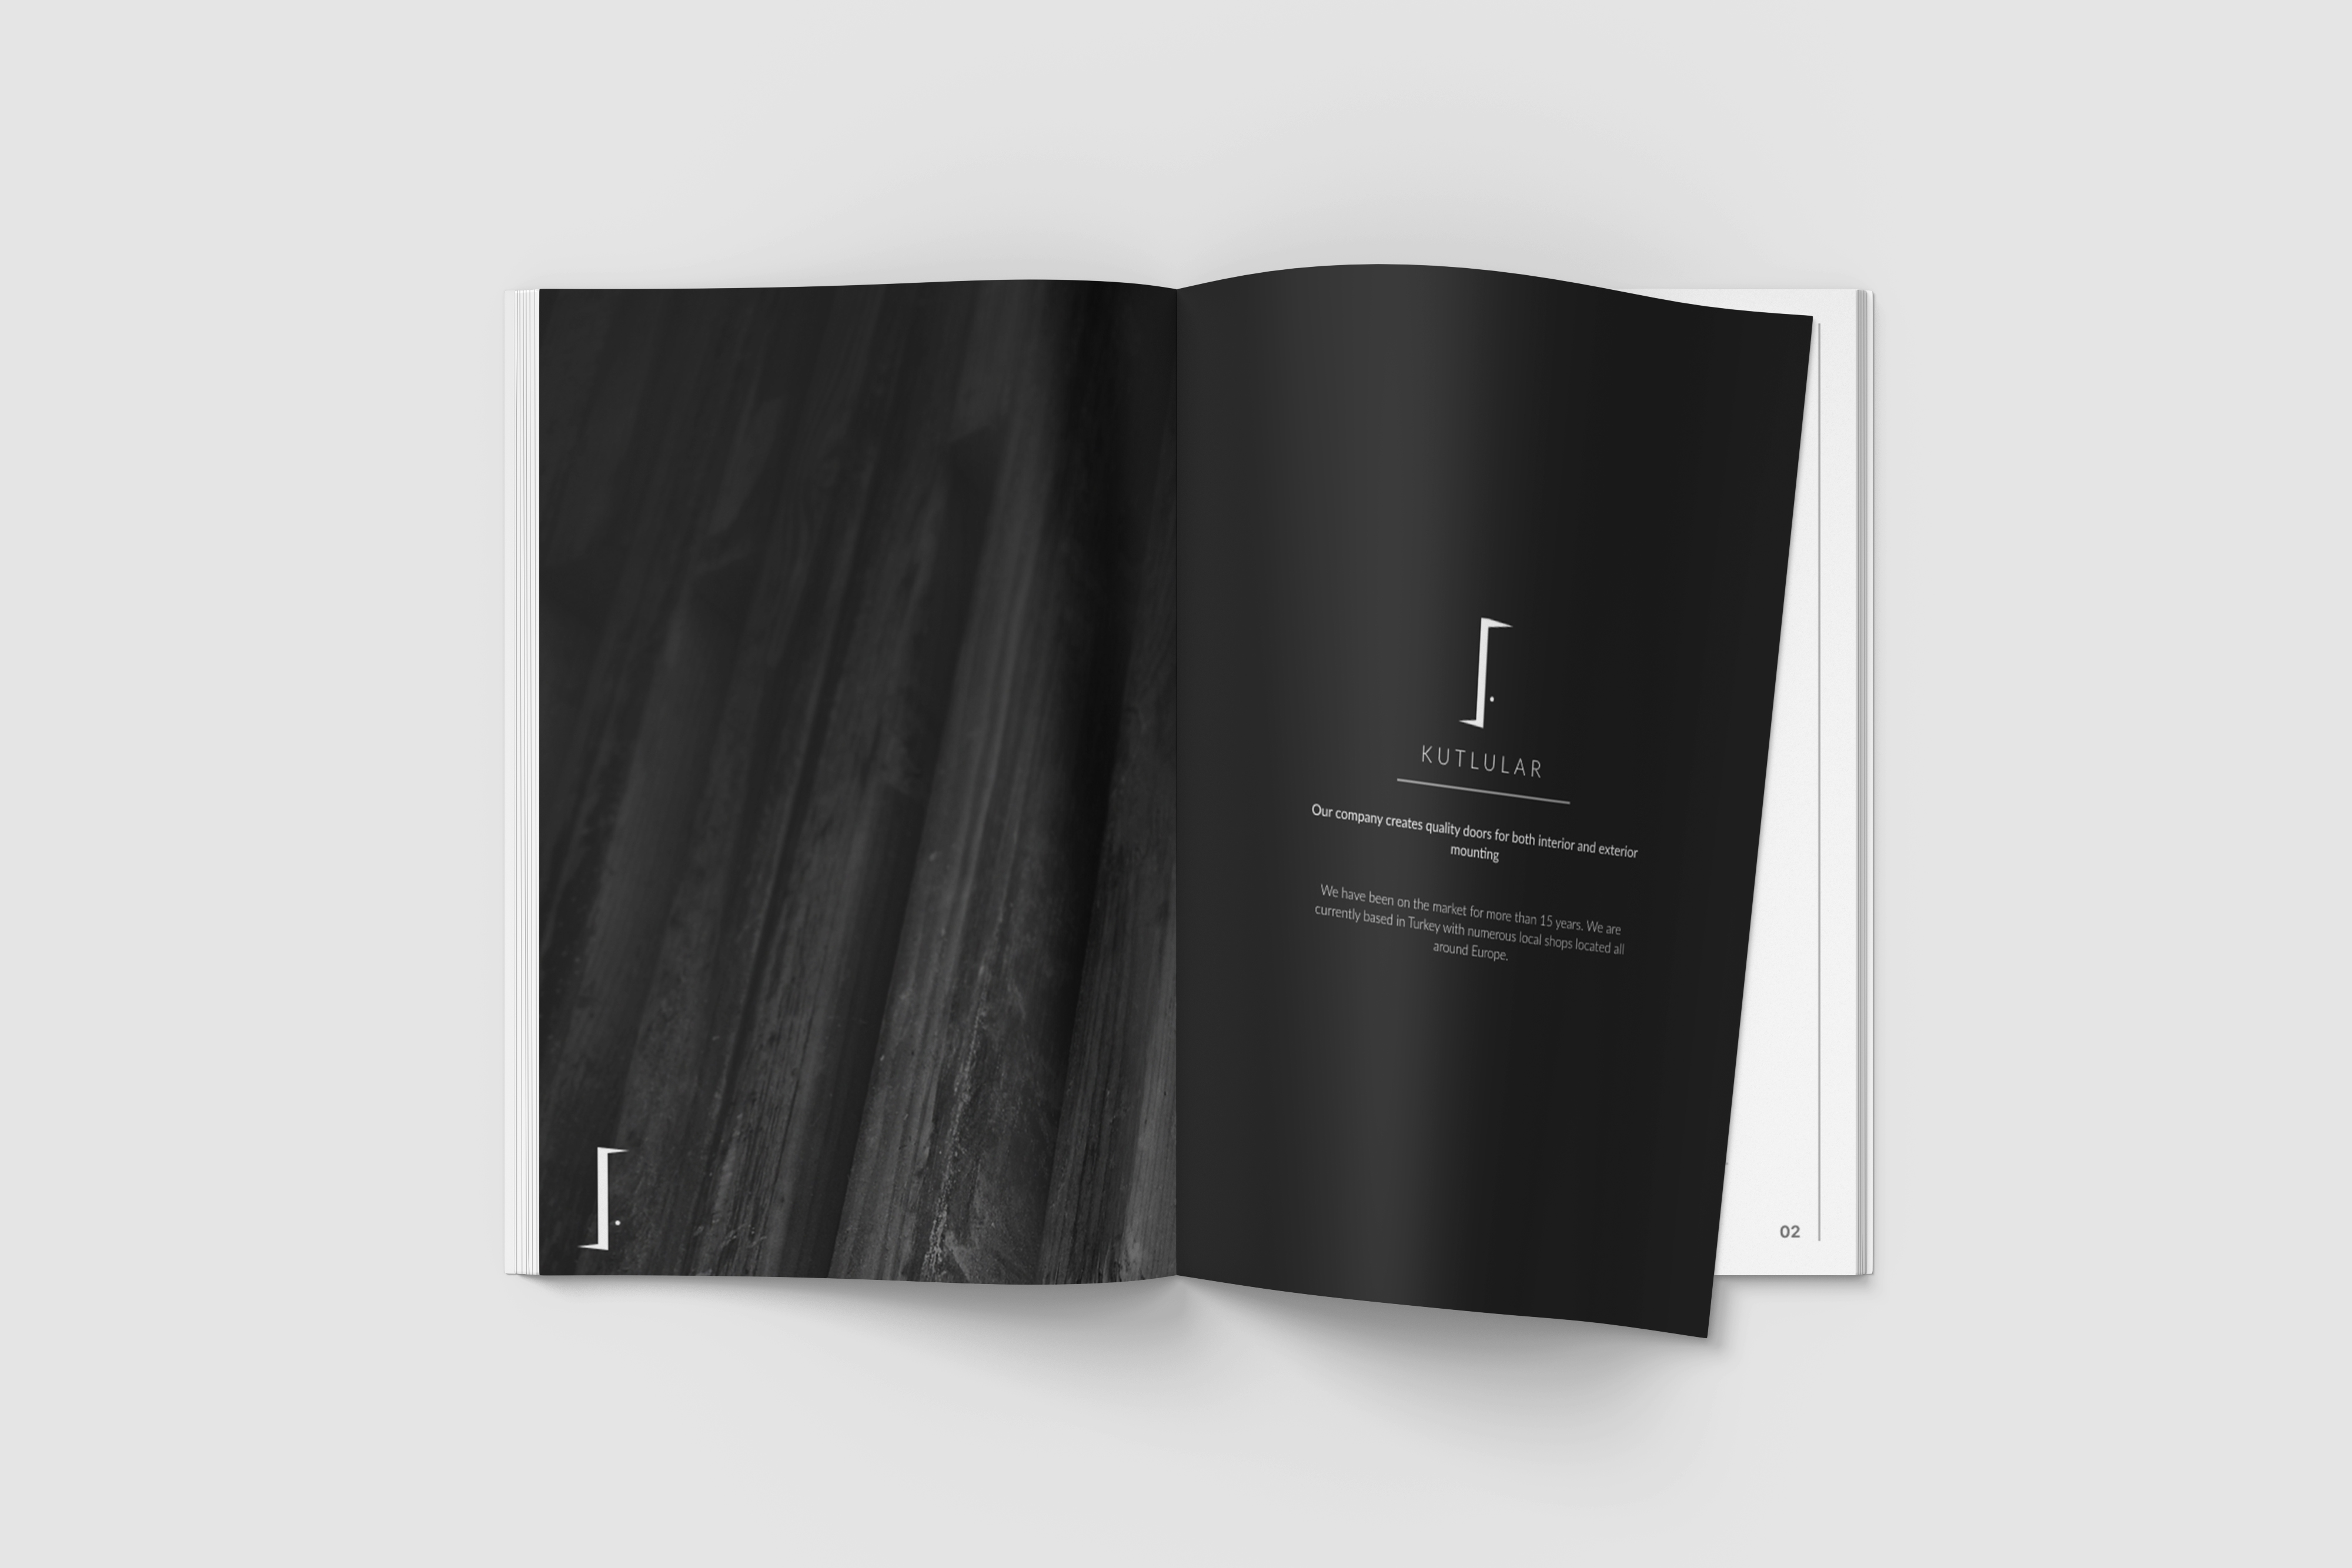 KUTLULAR
Our company creates quality doors for both interior and exterior
mounting
We have been on the market for more than 15 years. We are
currently based in Turkey with numerous local shops located all
around Europe.
02